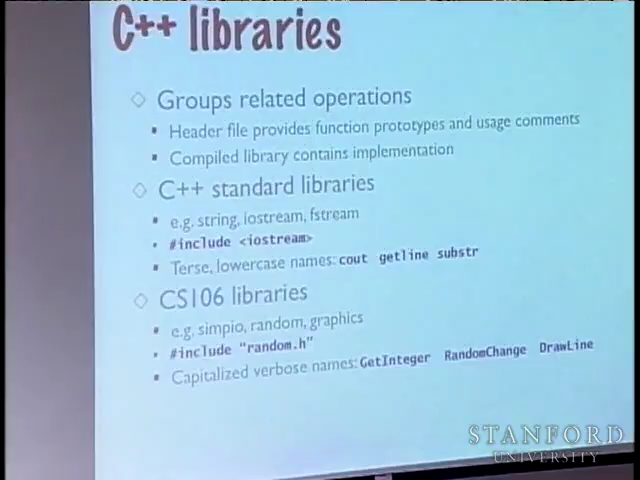 C++ libraries
Groups related operations
Header file provides function prototypes and usage comments
Compiled library contains implementation
C++ standard libraries
e.g. string, iostream, fstream
#include <iostream>
Terse, lowercase names: cout getline substr
CS106 libraries
e.g. simpio, random, graphics
#include "random.h"
Capitalized verbose names: GetInteger RandomChange DrawLine
STANFORD
UNIVERSITY